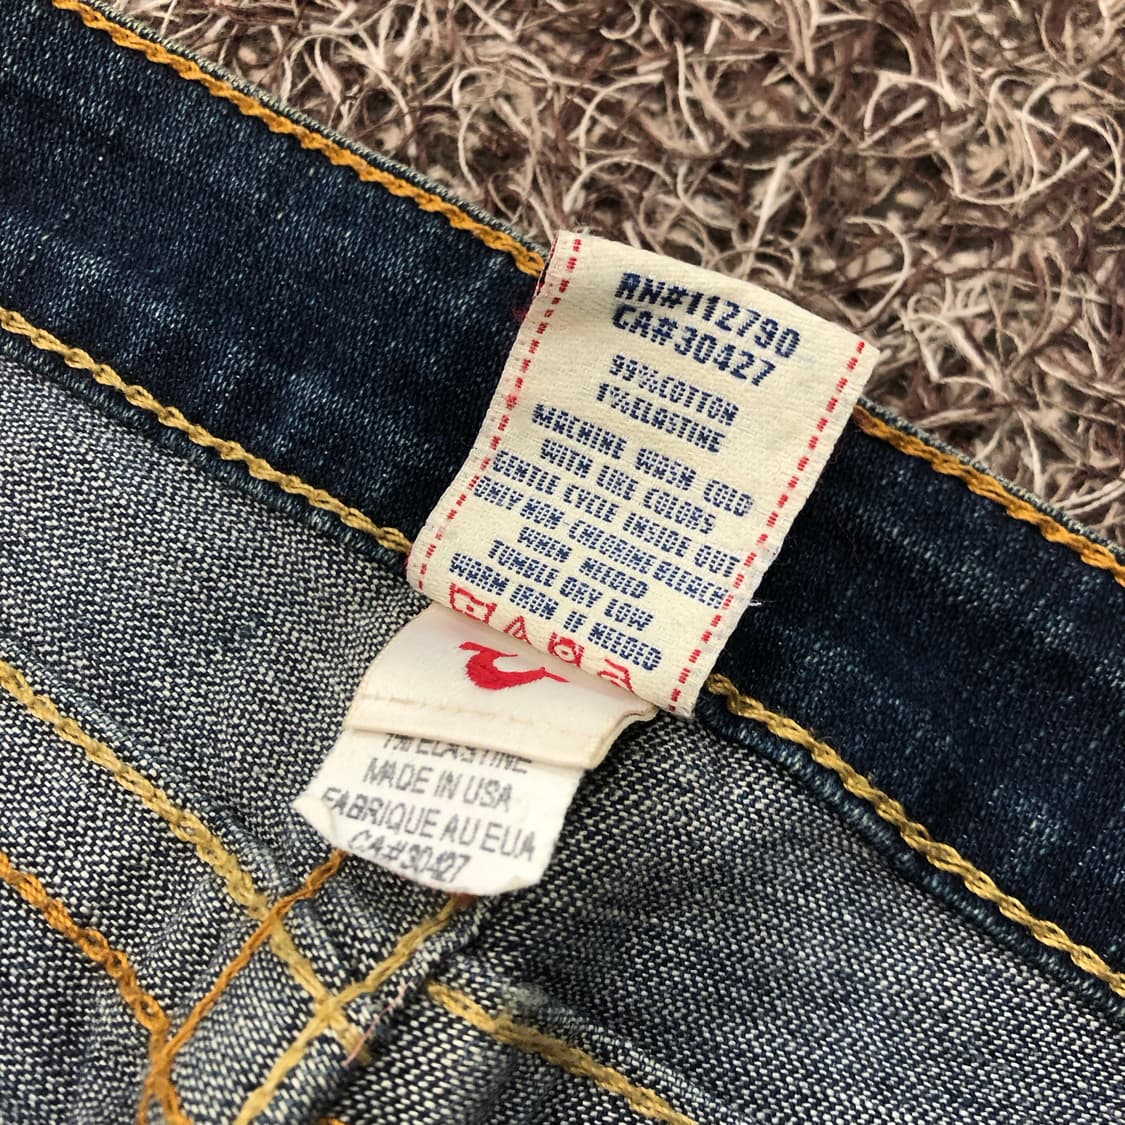 RN#112790
CA#30427
99%COTTON
1%ELASTINE
MACHINE WASH COLD
WITH LIKE COLORS
GENTLE CYCLE INSIDE OUT
ONLY NON-CHLORINE BLEACH
WHEN NEEDED
TUMBLE DRY LOW
WARM IRON IF NEEDED
1% ELASTINE
MADE IN USA
FABRIQUE AU EUA
CA#30427